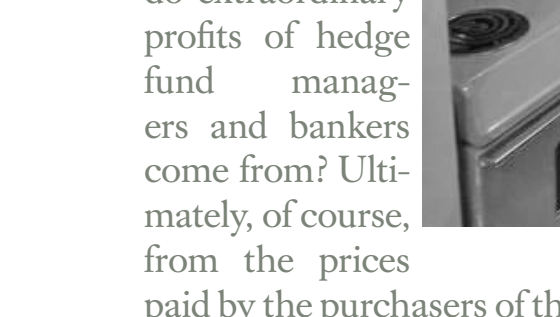 do extraordinary
profits of hedge
fund manag-
ers and bankers
come from? Ulti-
mately, of course,
from the prices
paid by the purchasers of th